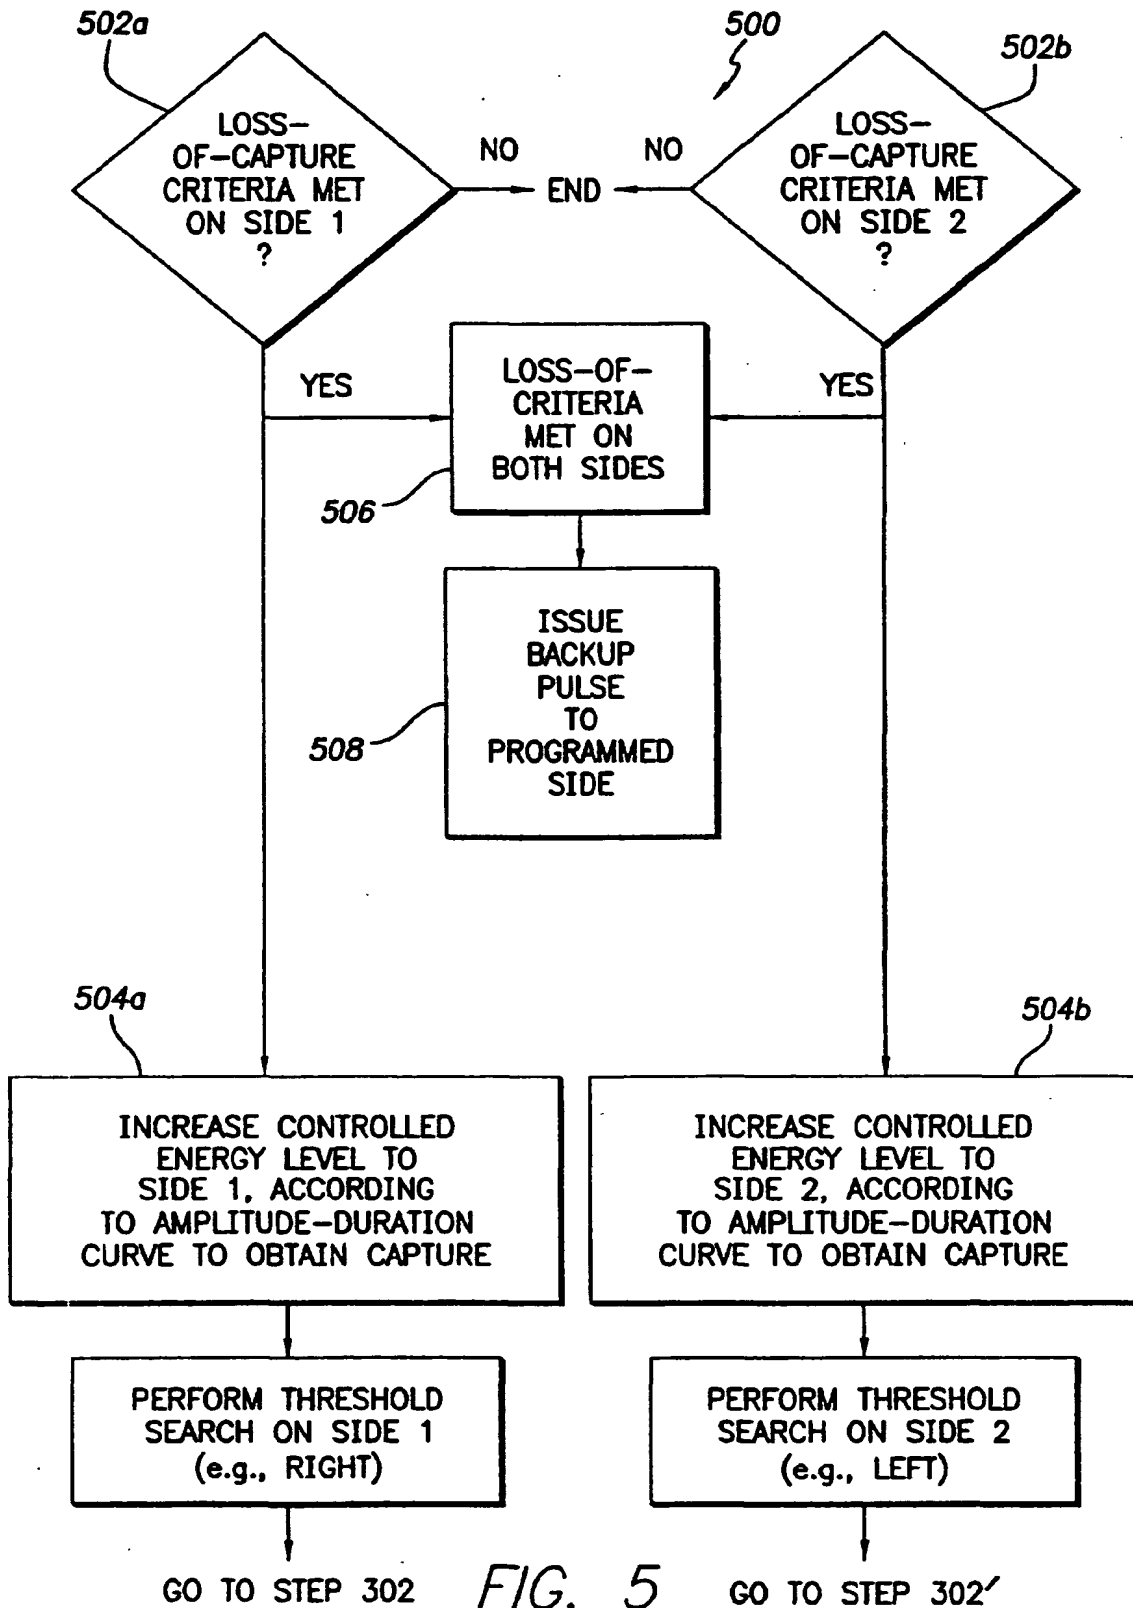 502a
500
502b
LOSS-
OF-CAPTURE
CRITERIA MET
ON SIDE 1
?
NO
END
NO
LOSS-
OF-CAPTURE
CRITERIA MET
ON SIDE 2
?
YES
LOSS-OF-
CRITERIA
MET ON
BOTH SIDES
YES
506
ISSUE
BACKUP
PULSE
TO
PROGRAMMED
SIDE
508
504a
504b
INCREASE CONTROLLED
ENERGY LEVEL TO
SIDE 1, ACCORDING
TO AMPLITUDE-DURATION
CURVE TO OBTAIN CAPTURE
INCREASE CONTROLLED
ENERGY LEVEL TO
SIDE 2, ACCORDING
TO AMPLITUDE-DURATION
CURVE TO OBTAIN CAPTURE
PERFORM THRESHOLD
SEARCH ON SIDE 1
(e.g., RIGHT)
PERFORM THRESHOLD
SEARCH ON SIDE 2
(e.g., LEFT)
GO TO STEP 302
FIG. 5
GO TO STEP 302′